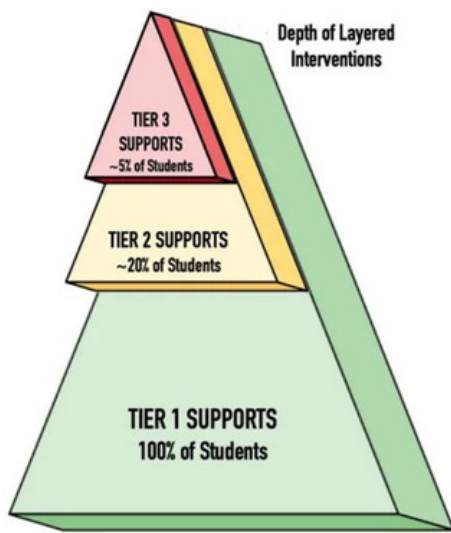 Depth of Layered
Interventions
TIER 3
SUPPORTS
~5% of Students
TIER 2 SUPPORTS
~20% of Students
TIER 1 SUPPORTS
100% of Students